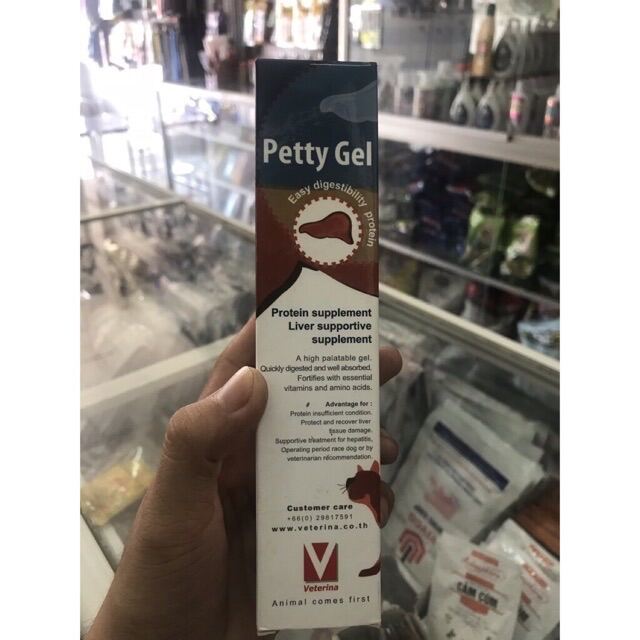 Petty Gel
Easy digestibility protein
Protein supplement
Liver supportive
supplement
A high palatable gel.
Quickly digested and well absorbed.
Fortifies with essential
vitamins and amino acids.
# Advantage for :
Protein insufficient condition.
Protect and recover liver
tissue damage.
Supportive treatment for hepatitis,
Operating period race dog or by
veterinarian recommendation.
Customer care
+66(0) 29817591
www.veterina.co.th
V
Veterina
Animal comes first
CẢM CÚM